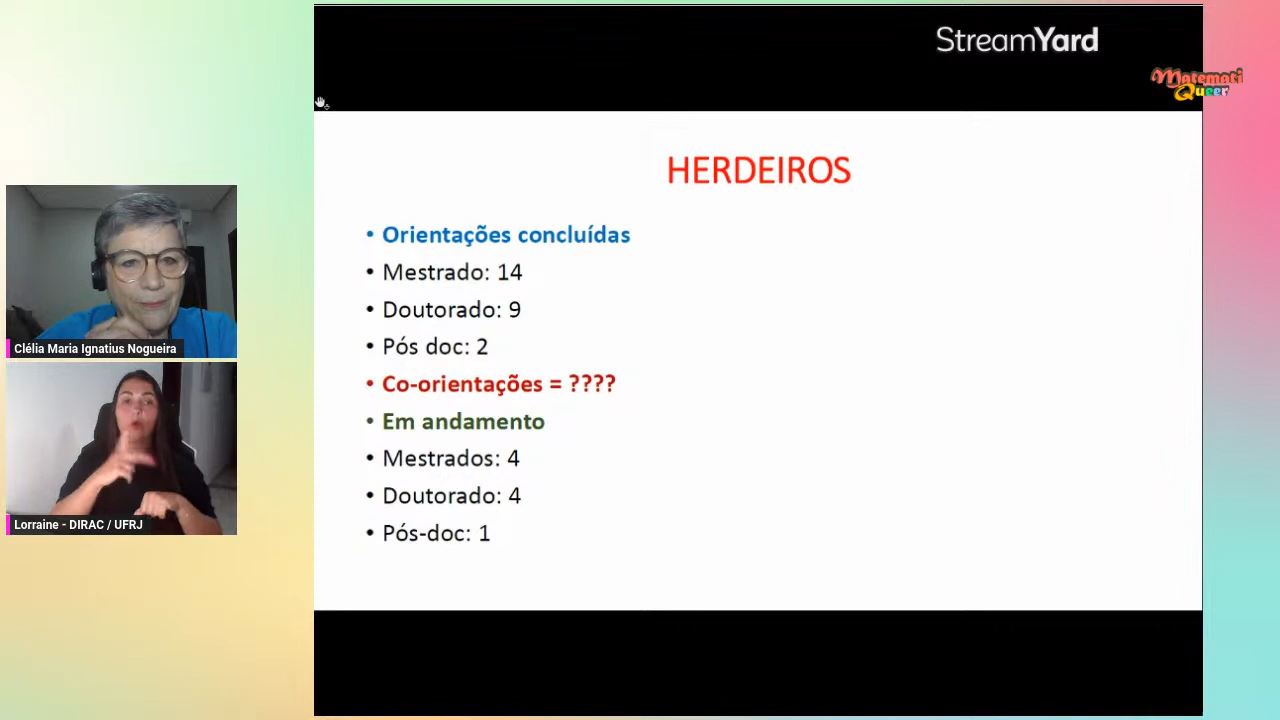 StreamYard
Matemati
Queer
HERDEIROS
• Orientações concluídas
• Mestrado: 14
• Doutorado: 9
• Pós doc: 2
• Co-orientações = ????
• Em andamento
• Mestrados: 4
• Doutorado: 4
• Pós-doc: 1
Clélia Maria Ignatius Nogueira
Lorraine - DIRAC / UFRJ